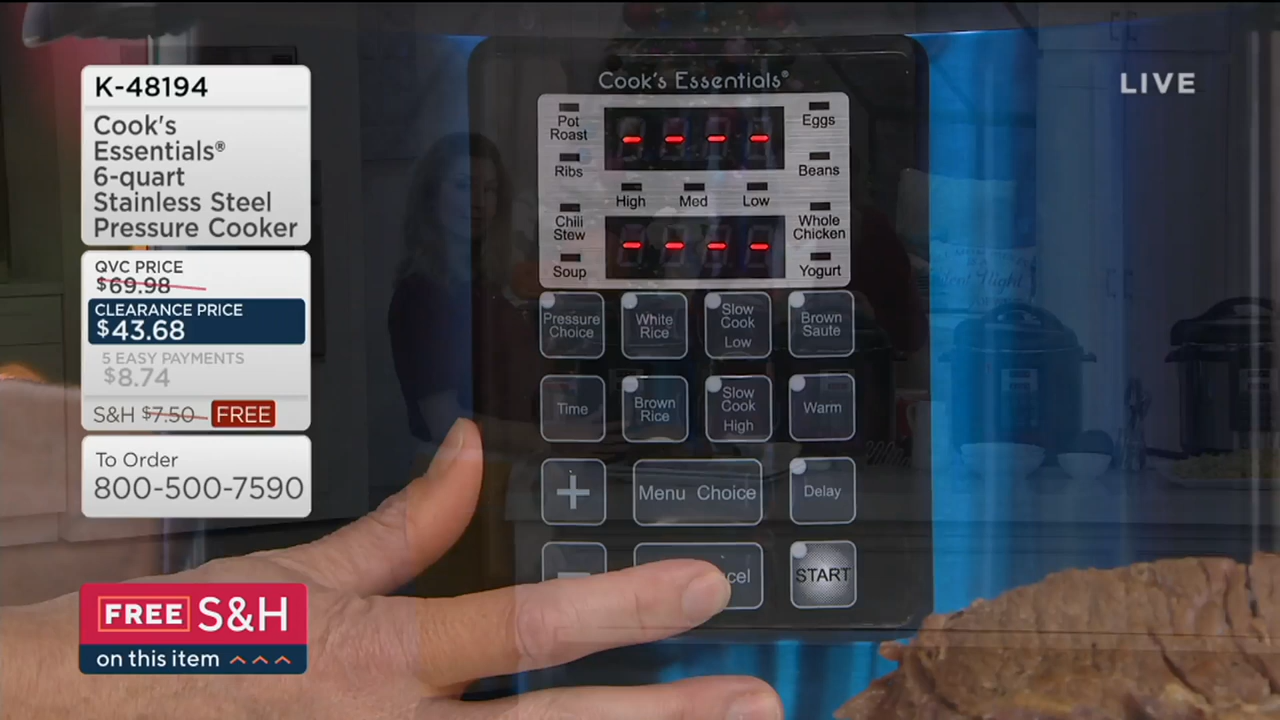 K-48194
Cook's
Essentials®
6-quart
Stainless Steel
Pressure Cooker
QVC PRICE
$69.98
CLEARANCE PRICE
$43.68
5 EASY PAYMENTS
$8.74
S&H $7.50 FREE
To Order
800-500-7590
FREE S&H
on this item
LIVE
Cook's Essentials®
Pot
Roast
Eggs
Ribs
Beans
High Med Low
Chili
Stew
Whole
Chicken
Soup
Yogurt
Pressure
Choice
White
Rice
Slow
Cook
Low
Brown
Saute
Time
Brown
Rice
Slow
Cook
High
Warm
+
Menu Choice
Delay
START